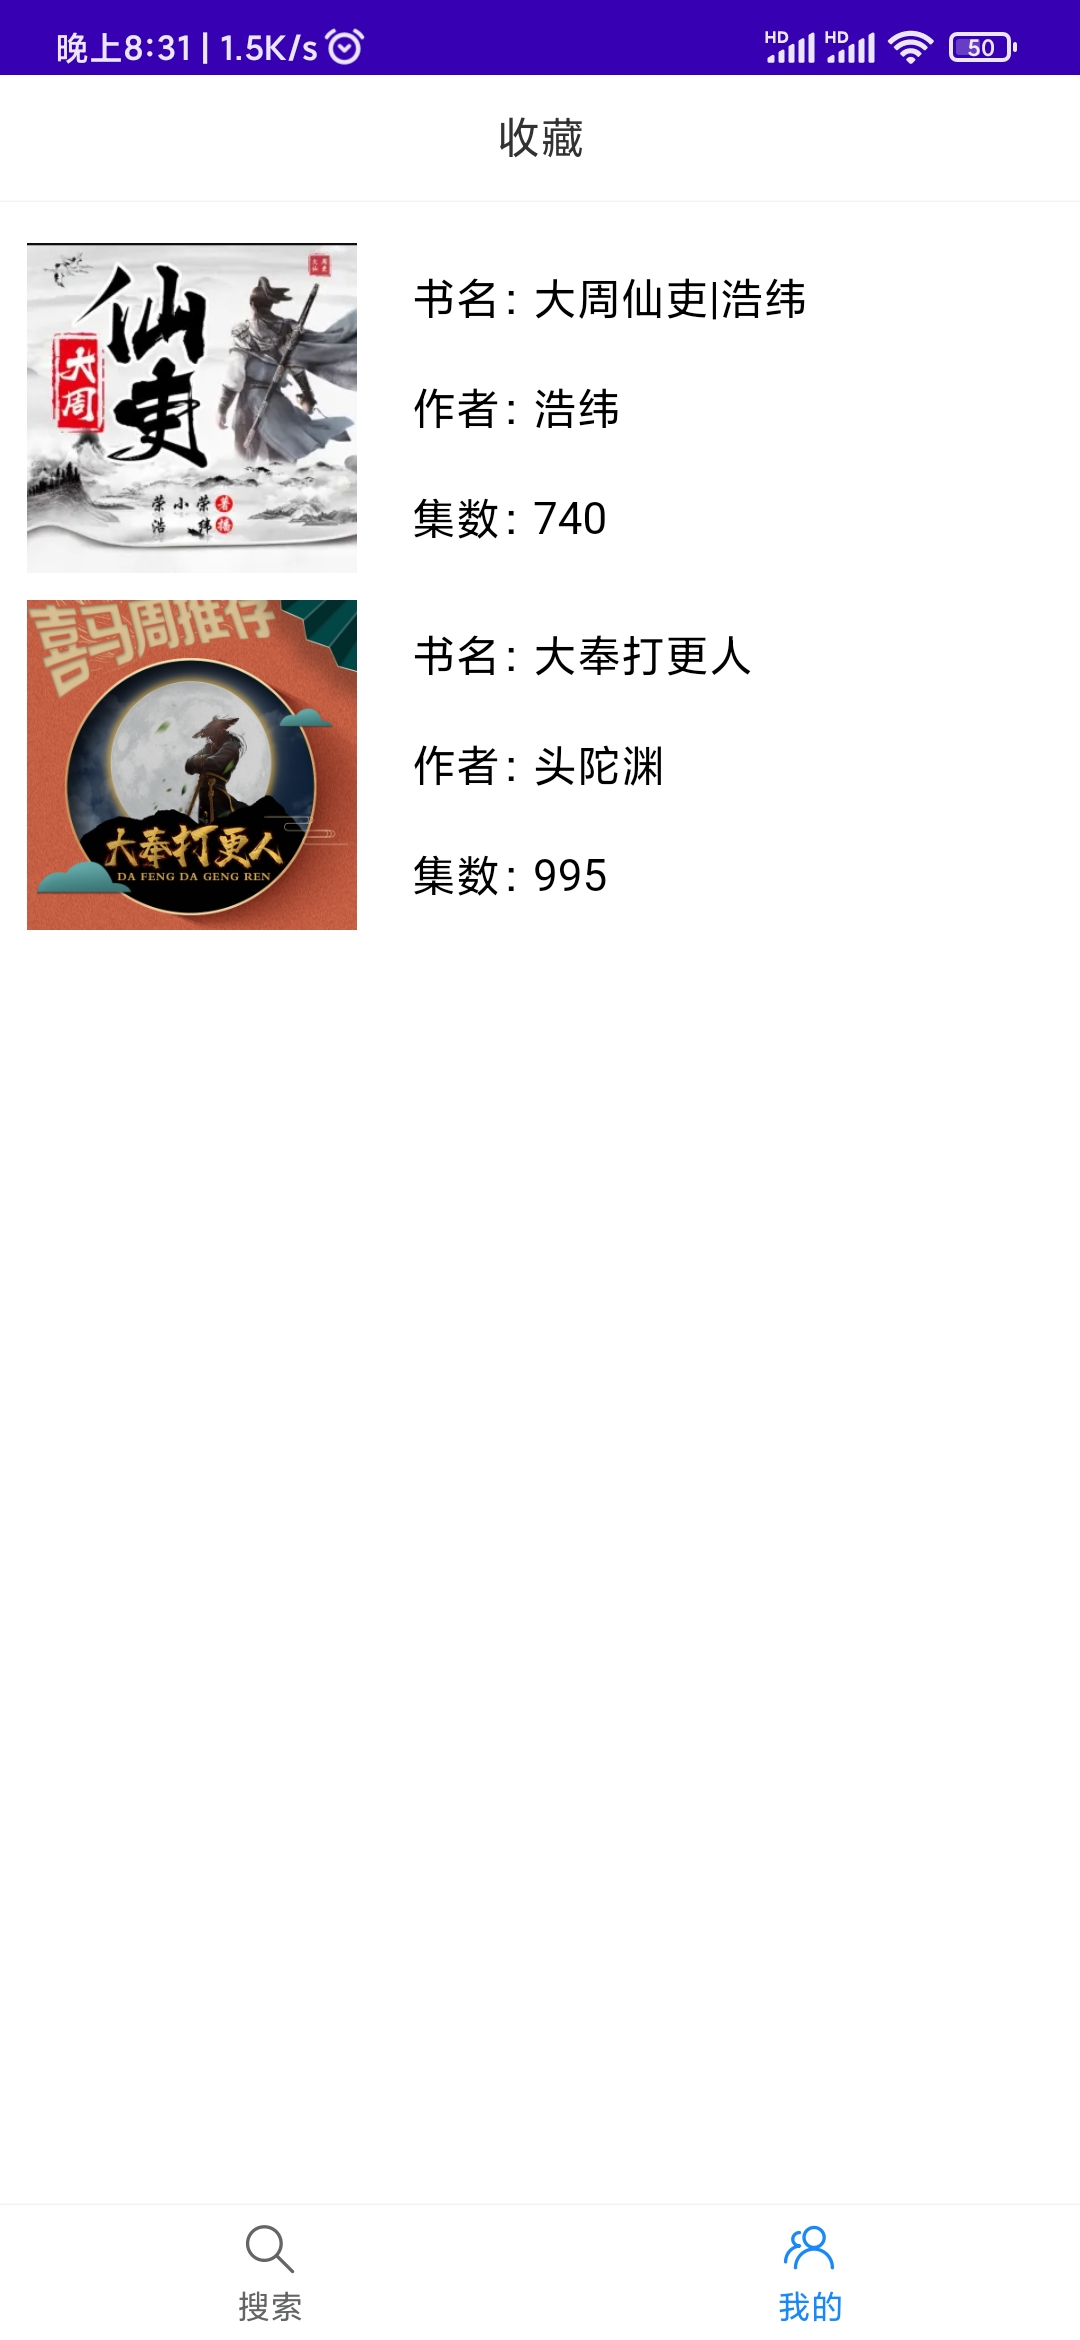 晚上8:31 | 1.5K/s
HD HD 50
收藏
仙吏
大周
荣小荣 著
浩纬 播
书名: 大周仙吏|浩纬
作者: 浩纬
集数: 740
喜马周推荐
大奉打更人
DA FENG DA GENG REN
书名: 大奉打更人
作者: 头陀渊
集数: 995
搜索
我的